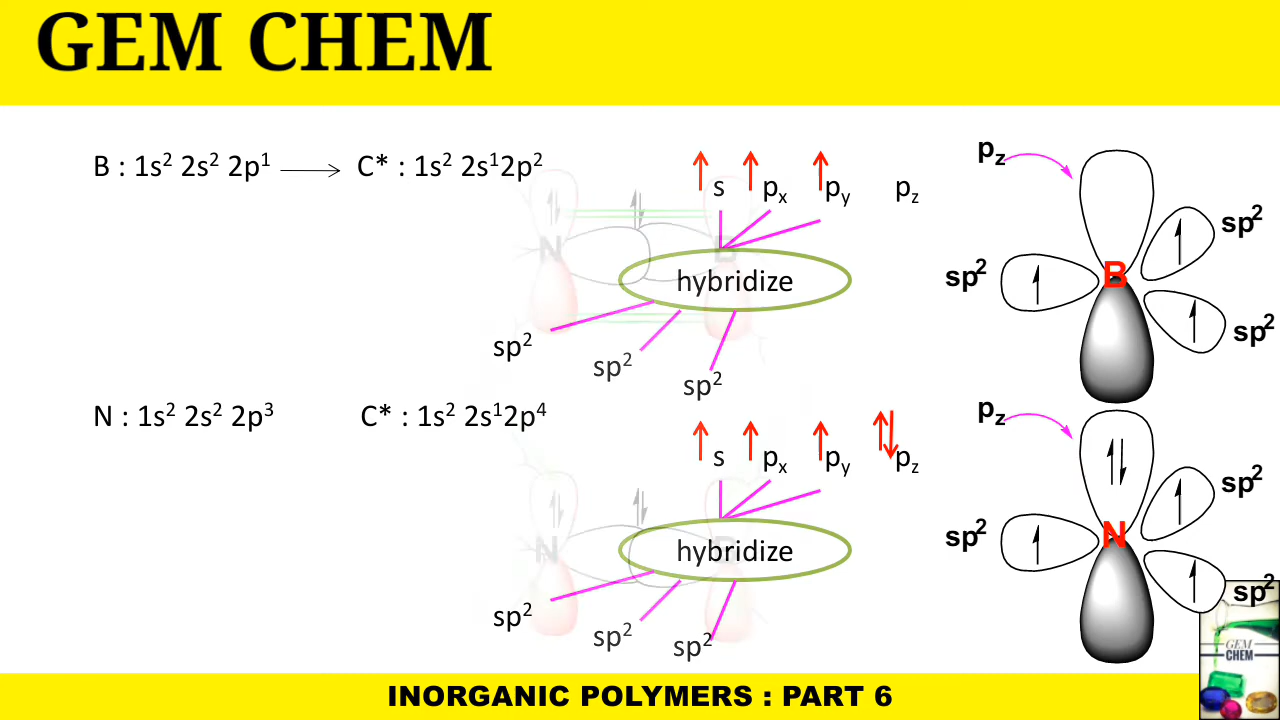 GEM CHEM
B : 1s² 2s² 2p¹ ⟶ C* : 1s² 2s¹2p²
↑ s ↑ pₓ ↑ p_y p_z
hybridize
sp²
sp²
sp²
p_z
sp²
sp²
B
sp²
N
B
N : 1s² 2s² 2p³ C* : 1s² 2s¹2p⁴
↑ s ↑ pₓ ↑ p_y ↑↓ p_z
hybridize
sp²
sp²
sp²
p_z
sp²
sp²
N
sp²
N
GEM
CHEM
INORGANIC POLYMERS : PART 6